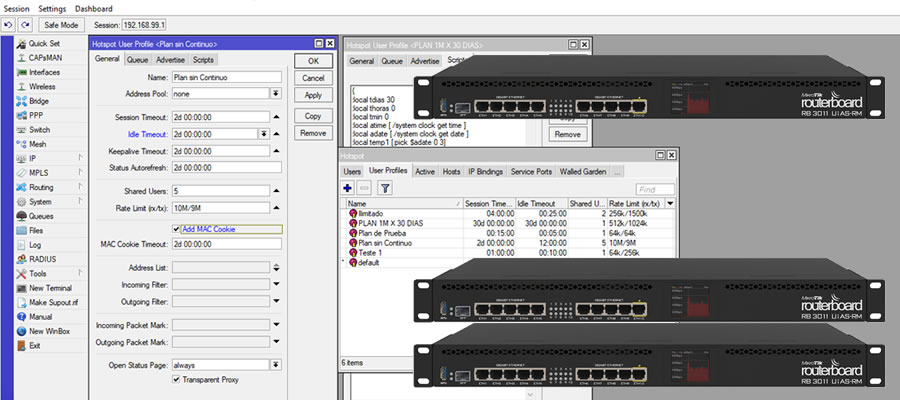 Session Settings Dashboard
Safe Mode Session: 192.168.99.1
Quick Set
CAPsMAN
Interfaces
Wireless
Bridge
PPP
Switch
Mesh
IP
MPLS
Routing
System
Queues
Files
Log
RADIUS
Tools
New Terminal
Make Supout.rif
Manual
New WinBox
Exit
Hotspot User Profile <Plan sin Continuo>
General Queue Advertise Scripts
Name: Plan sin Continuo
Address Pool: none
Session Timeout: 2d 00:00:00
Idle Timeout: 2d 00:00:00
Keepalive Timeout: 2d 00:00:00
Status Autorefresh: 2d 00:00:00
Shared Users: 5
Rate Limit (rx/tx): 10M/9M
Add MAC Cookie
MAC Cookie Timeout: 2d 00:00:00
Address List:
Incoming Filter:
Outgoing Filter:
Incoming Packet Mark:
Outgoing Packet Mark:
Open Status Page: always
Transparent Proxy
OK
Cancel
Apply
Copy
Remove
Hotspot User Profile <PLAN 1M X 30 DIAS>
General Queue Advertise
{
local tdias 30
local thoras 0
local tmin 0
local atime [ /system clock get time ]
local adate [ /system clock get date ]
local temp1 [ pick $adate 0 3]
Remove
Hotspot
Users User Profiles Active Hosts IP Bindings Service Ports Walled Garden ...
Find
Name Session Time... Idle Timeout Shared U... Rate Limit (rx/tx)
Ilimitado 04:00:00 00:25:00 2 256k/1500k
PLAN 1M X 30 DIAS 30d 00:00:00 30d 00:00:00 1 512k/1024k
Plan de Prueba 00:15:00 00:05:00 1 64k/64k
Plan sin Continuo 2d 00:00:00 12:00:00 5 10M/9M
Teste 1 01:00:00 00:10:00 1 64k/256k
* default
6 items
MikroTik
routerboard
RB 3011 UiAS-RM
MikroTik
routerboard
RB 3011 UiAS-RM
MikroTik
routerboard
RB 3011 UiAS-RM